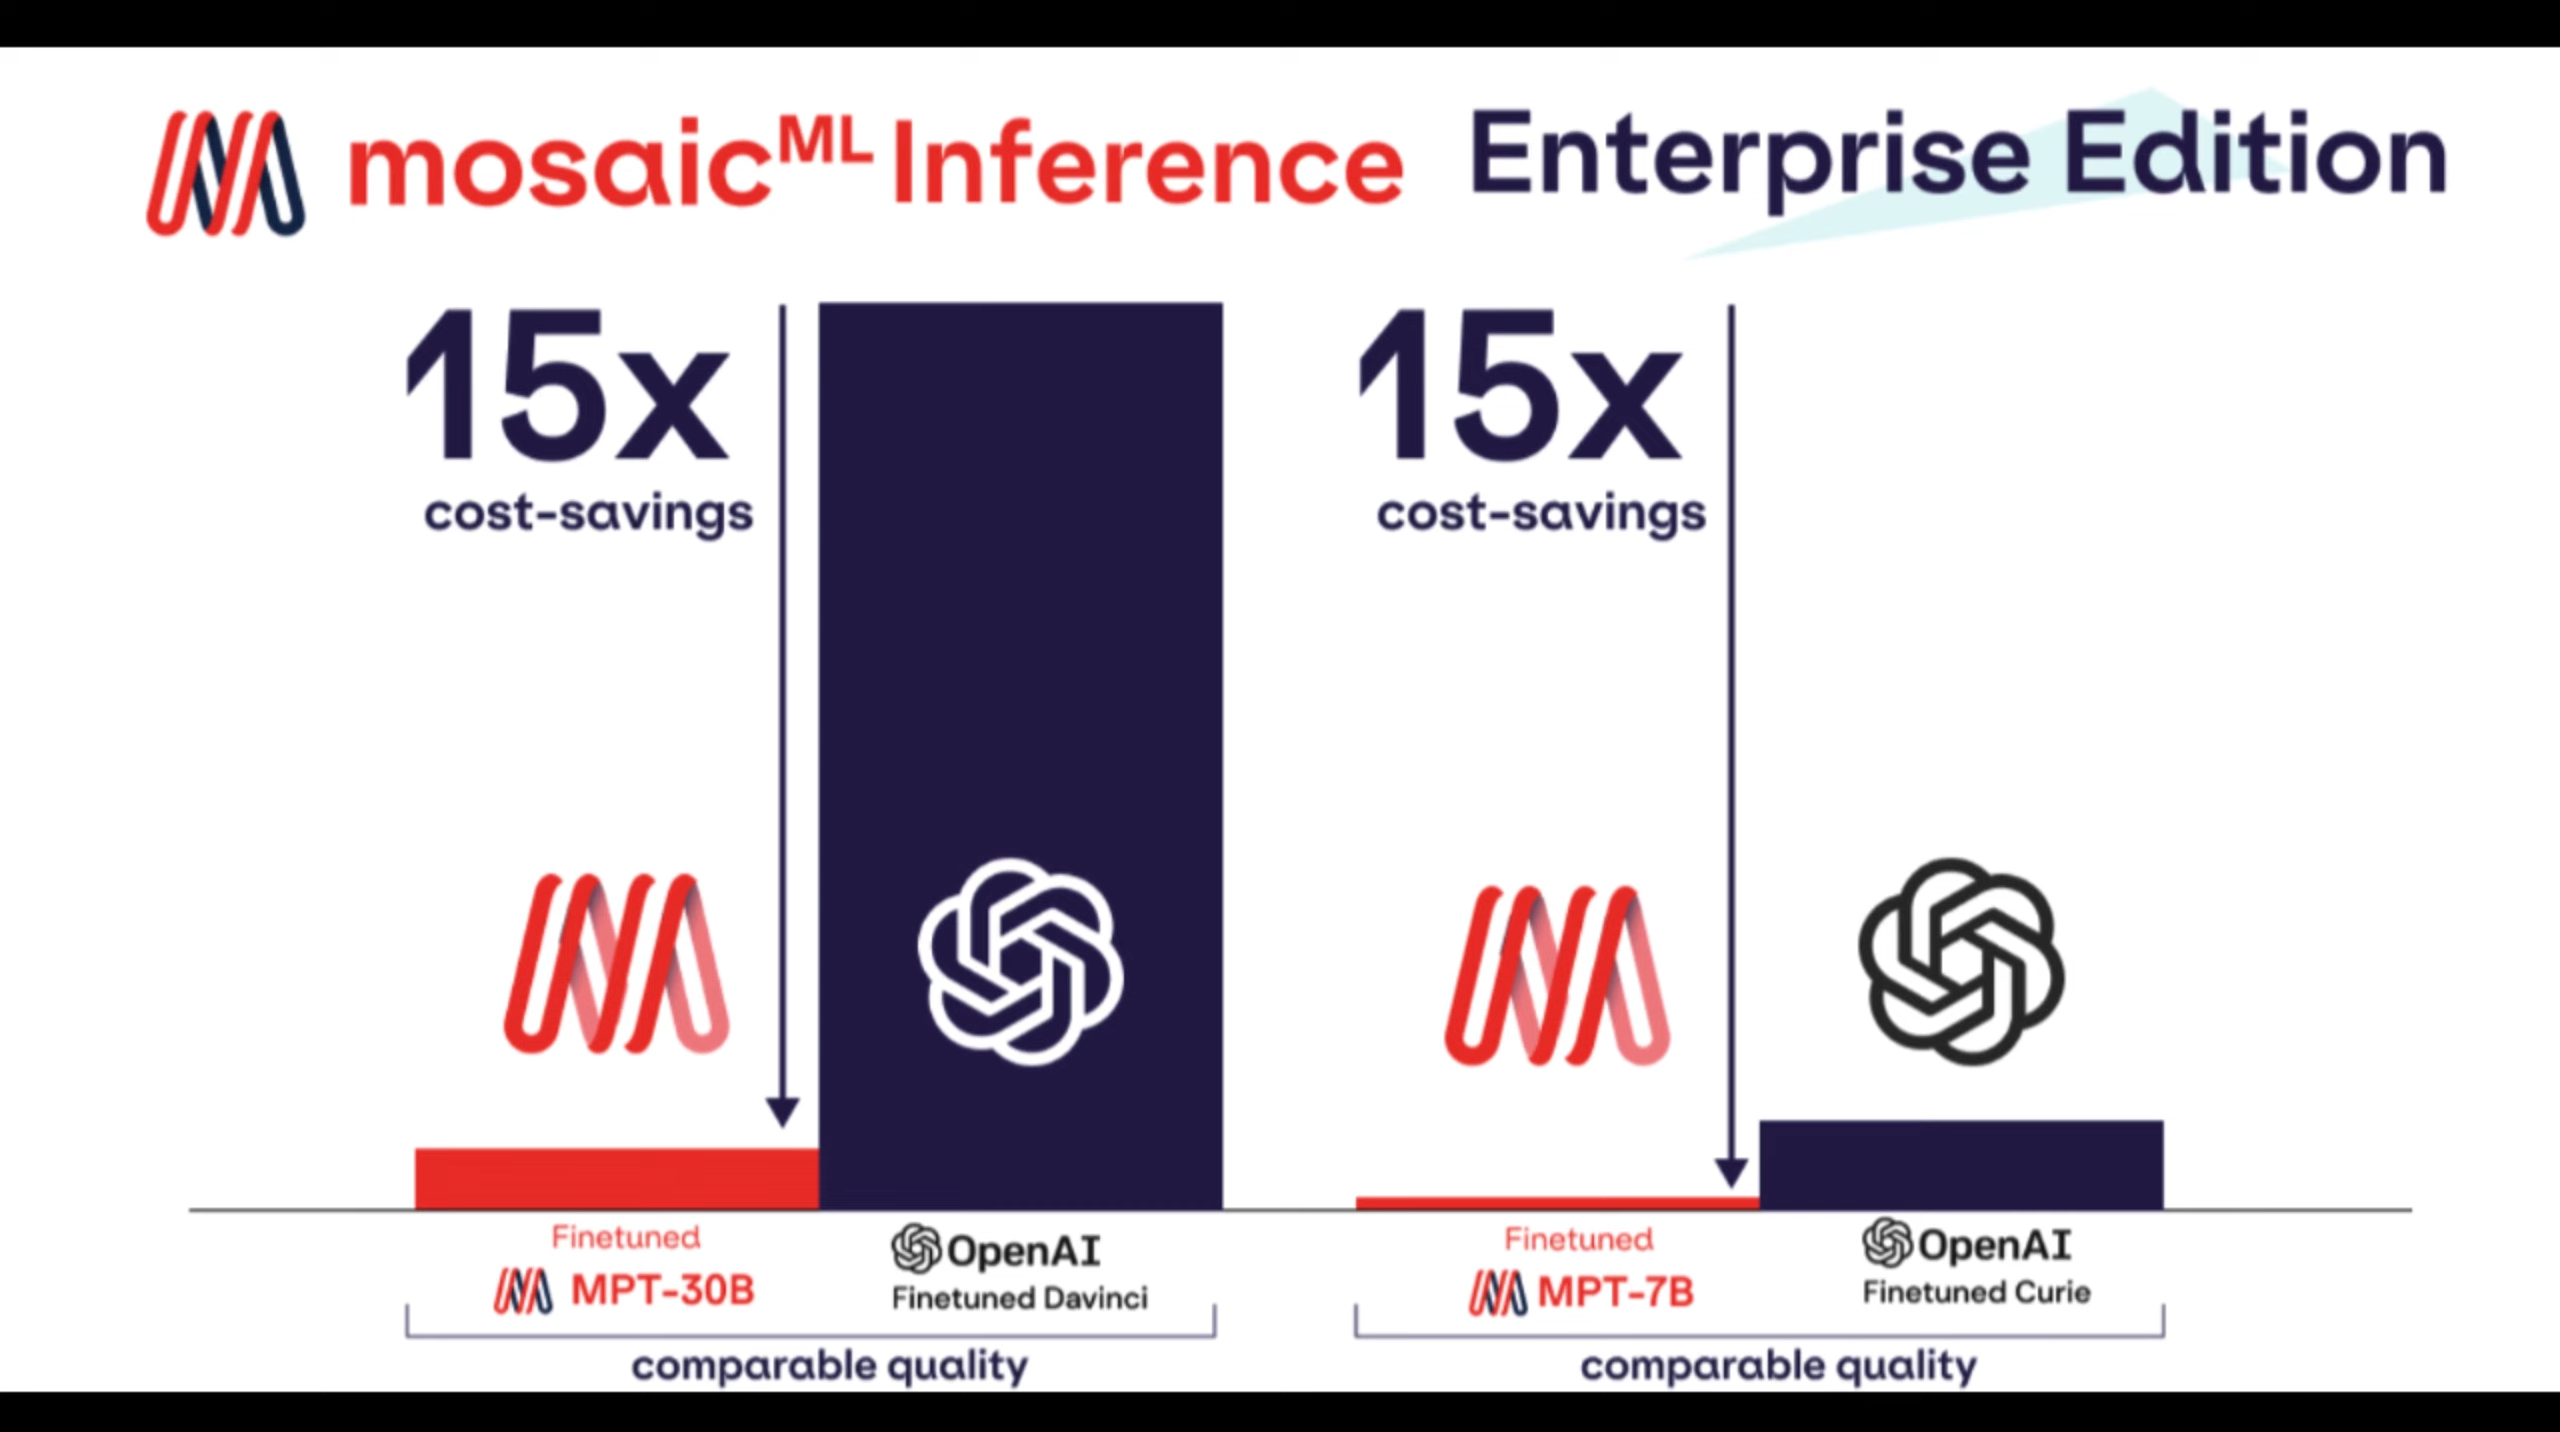 mosaicML Inference Enterprise Edition
15x
cost-savings
15x
cost-savings
Finetuned
MPT-30B
OpenAI
Finetuned Davinci
comparable quality
Finetuned
MPT-7B
OpenAI
Finetuned Curie
comparable quality